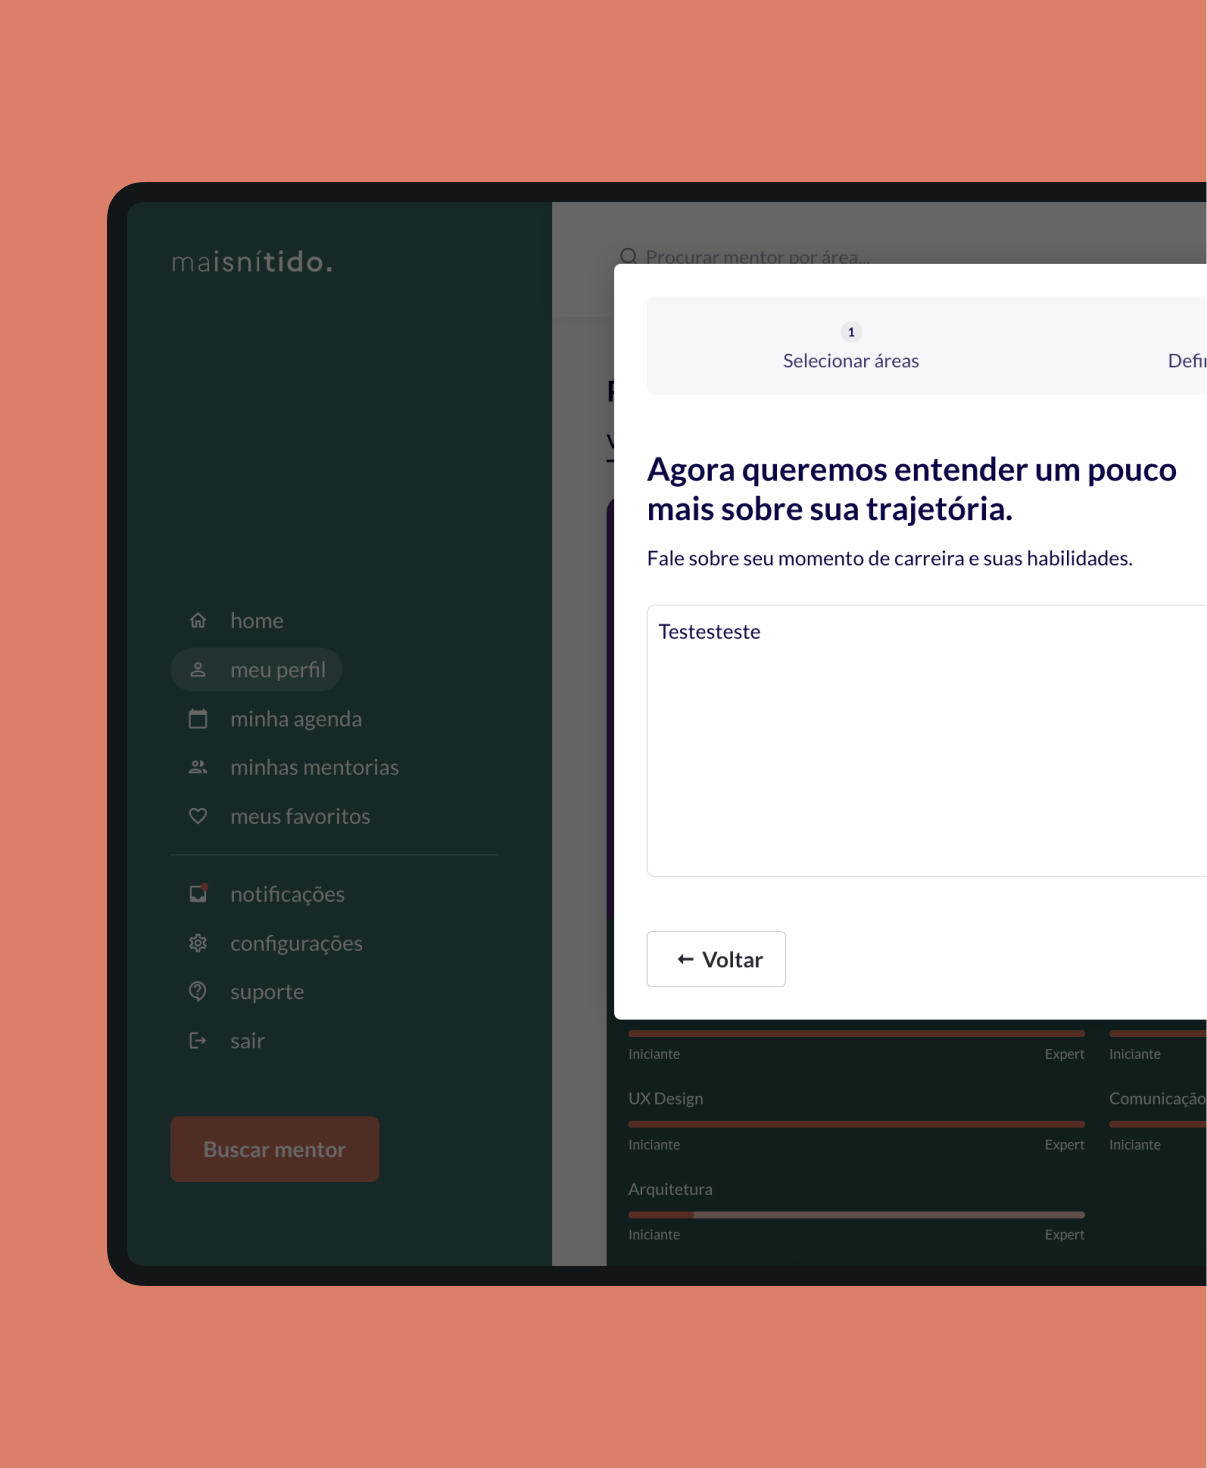 maisnítido.
Procurar mentor por área...
1
Selecionar áreas
Agora queremos entender um pouco
mais sobre sua trajetória.
Fale sobre seu momento de carreira e suas habilidades.
Testesteste
← Voltar
home
meu perfil
minha agenda
minhas mentorias
meus favoritos
notificações
configurações
suporte
sair
Buscar mentor
Iniciante Expert Iniciante
UX Design Comunicação
Iniciante Expert Iniciante
Arquitetura
Iniciante Expert